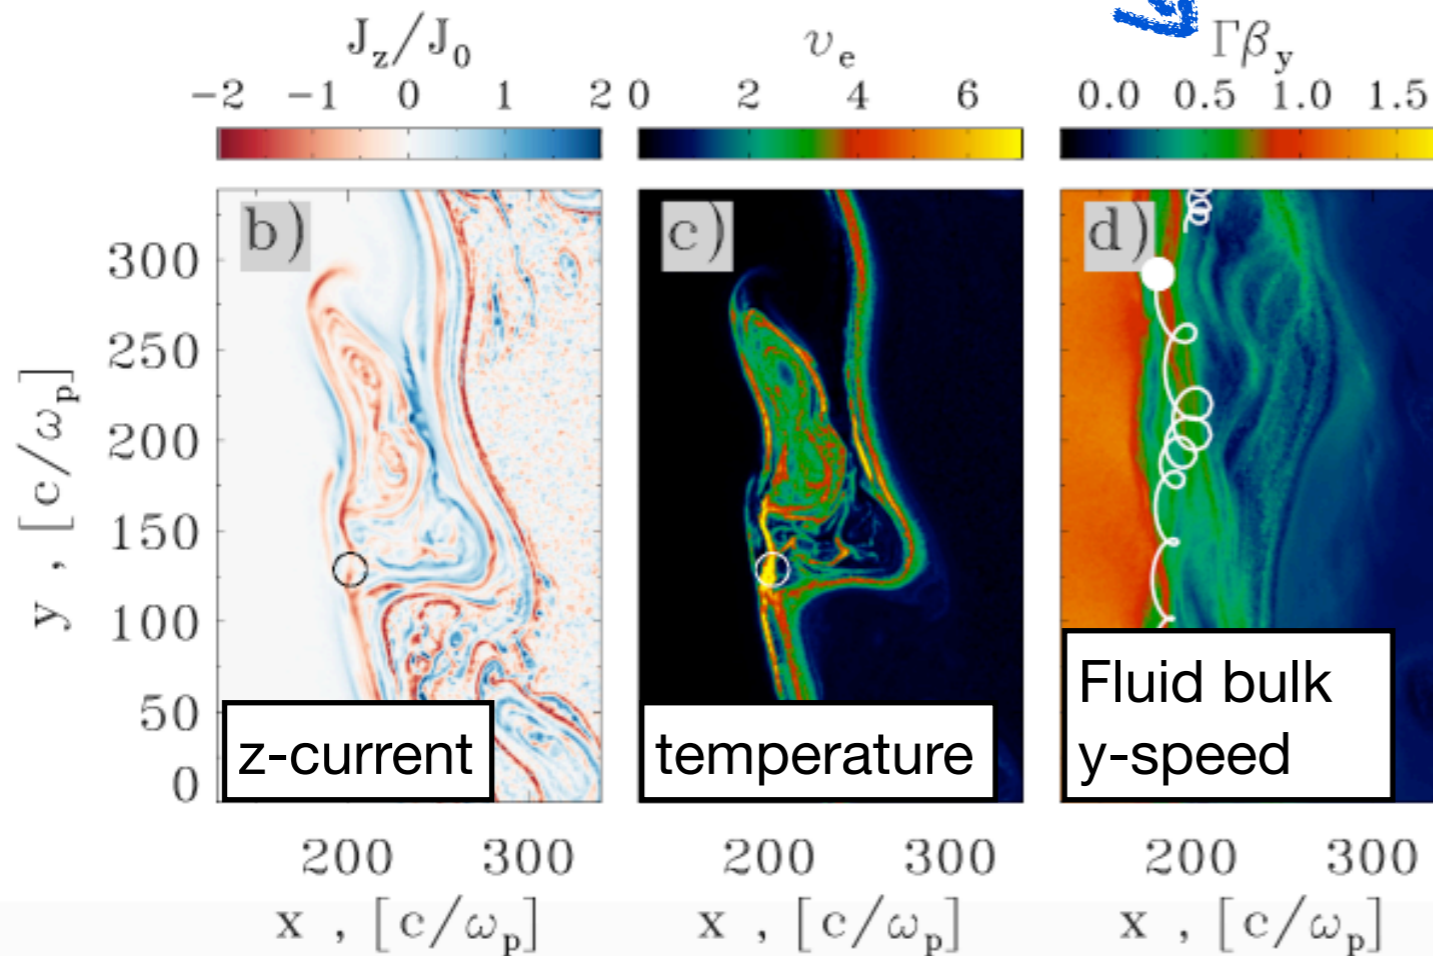 J_z/J_0
-2 -1 0 1 2
υ_e
0 2 4 6
Γβ_y
0.0 0.5 1.0 1.5
b)
c)
d)
300
250
200
150
100
50
0
y , [c/ω_p]
z-current
temperature
Fluid bulk
y-speed
200 300
200 300
200 300
x , [c/ω_p]
x , [c/ω_p]
x , [c/ω_p]